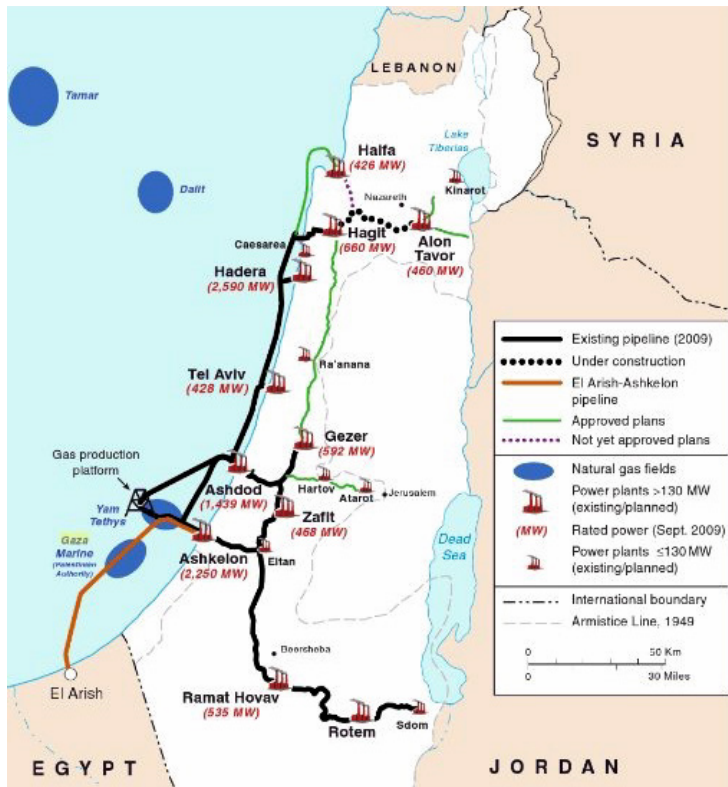 LEBANON
Tamar
Dalit
SYRIA
Lake
Tiberias
Haifa
(426 MW)
Kinarot
Nazareth
Caesarea
Hagit
(660 MW)
Alon
Tavor
(460 MW)
Hadera
(2,590 MW)
Ra'anana
Tel Aviv
(428 MW)
Gezer
(592 MW)
Gas production
platform
Ashdod
(1,439 MW)
Hartov
Atarot
Jerusalem
Yam
Tethys
Zafit
(468 MW)
Gaza
Marine
(Palestinian
Authority)
Ashkelon
(2,250 MW)
Eitan
Dead
Sea
El Arish
Beersheba
Ramat Hovav
(535 MW)
Rotem
Sdom
EGYPT
JORDAN
Existing pipeline (2009)
Under construction
El Arish-Ashkelon
pipeline
Approved plans
Not yet approved plans
Natural gas fields
Power plants >130 MW
(existing/planned)
(MW) Rated power (Sept. 2009)
Power plants ≤130 MW
(existing/planned)
International boundary
Armistice Line, 1949
0 50 Km
0 30 Miles